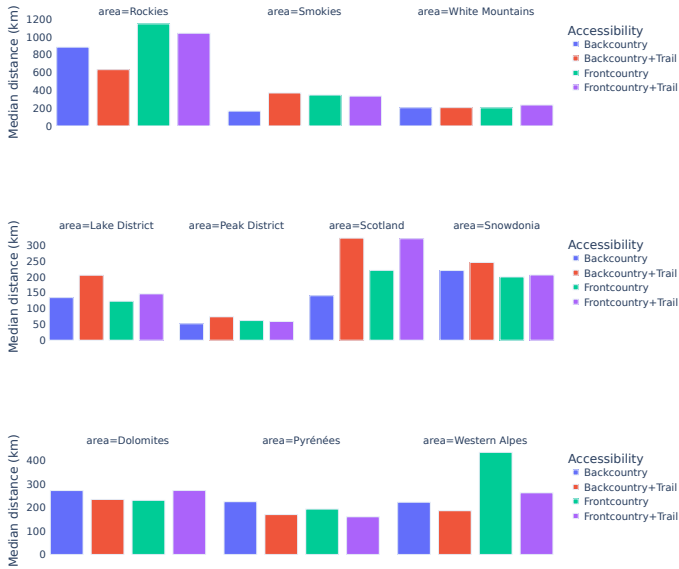 area=Rockies
area=Smokies
area=White Mountains
Median distance (km)
1200
1000
800
600
400
200
0
Accessibility
Backcountry
Backcountry+Trail
Frontcountry
Frontcountry+Trail
area=Lake District
area=Peak District
area=Scotland
area=Snowdonia
Median distance (km)
300
250
200
150
100
50
0
Accessibility
Backcountry
Backcountry+Trail
Frontcountry
Frontcountry+Trail
area=Dolomites
area=Pyrénées
area=Western Alpes
Median distance (km)
400
300
200
100
0
Accessibility
Backcountry
Backcountry+Trail
Frontcountry
Frontcountry+Trail